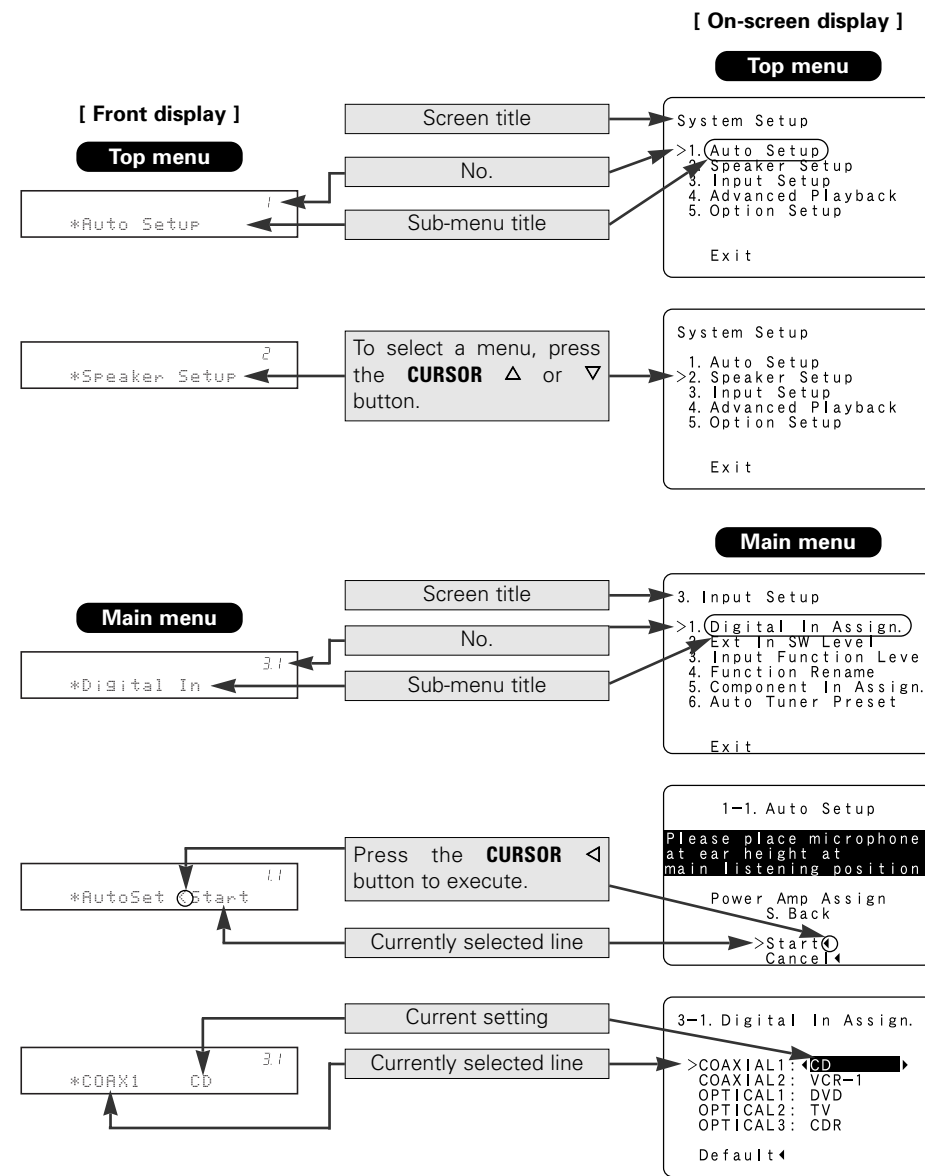 [ On-screen display ]
Top menu
[ Front display ]
Top menu
1
*Auto Setup
Screen title
No.
Sub-menu title
System Setup
>1. Auto Setup
2. Speaker Setup
3. Input Setup
4. Advanced Playback
5. Option Setup
Exit
2
*Speaker Setup
To select a menu, press
the CURSOR △ or ▽
button.
System Setup
1. Auto Setup
>2. Speaker Setup
3. Input Setup
4. Advanced Playback
5. Option Setup
Exit
Main menu
Main menu
3.1
*Digital In
Screen title
No.
Sub-menu title
3. Input Setup
>1. Digital In Assign.
2. Ext In SW Level
3. Input Function Leve
4. Function Rename
5. Component In Assign.
6. Auto Tuner Preset
Exit
1.1
*AutoSet <Start
Press the CURSOR ◁
button to execute.
Currently selected line
1-1. Auto Setup
Please place microphone
at ear height at
main listening position
Power Amp Assign
S. Back
>Start◀
Cancel◀
3.1
*COAX1 CD
Current setting
Currently selected line
3-1. Digital In Assign.
>COAXIAL1:◀CD▶
COAXIAL2: VCR-1
OPTICAL1: DVD
OPTICAL2: TV
OPTICAL3: CDR
Default◀